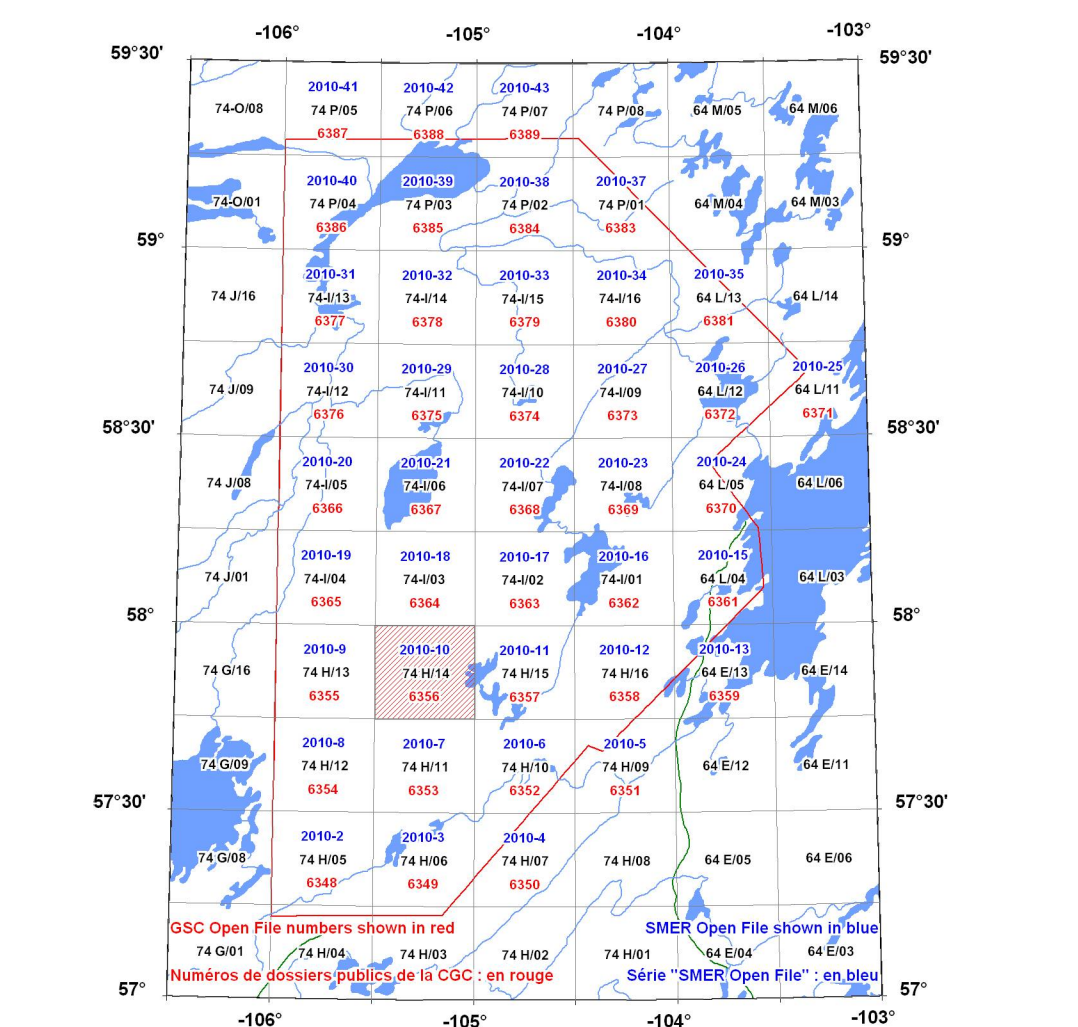 -106° -105° -104° -103°
59°30' 59°30'
2010-41 2010-42 2010-43
74-O/08 74 P/05 74 P/06 74 P/07 74 P/08 64 M/05 64 M/06
6387 6388 6389
2010-40 2010-39 2010-38 2010-37
74-O/01 74 P/04 74 P/03 74 P/02 74 P/01 64 M/04 64 M/03
6386 6385 6384 6383
59° 59°
2010-31 2010-32 2010-33 2010-34 2010-35
74 J/16 74-I/13 74-I/14 74-I/15 74-I/16 64 L/13 64 L/14
6377 6378 6379 6380 6381
2010-30 2010-29 2010-28 2010-27 2010-26 2010-25
74 J/09 74-I/12 74-I/11 74-I/10 74-I/09 64 L/12 64 L/11
6376 6375 6374 6373 6372 6371
58°30' 58°30'
2010-20 2010-21 2010-22 2010-23 2010-24
74 J/08 74-I/05 74-I/06 74-I/07 74-I/08 64 L/05 64 L/06
6366 6367 6368 6369 6370
2010-19 2010-18 2010-17 2010-16 2010-15
74 J/01 74-I/04 74-I/03 74-I/02 74-I/01 64 L/04 64 L/03
6365 6364 6363 6362 6361
58° 58°
2010-9 2010-10 2010-11 2010-12 2010-13
74 G/16 74 H/13 74 H/14 74 H/15 74 H/16 64 E/13 64 E/14
6355 6356 6357 6358 6359
2010-8 2010-7 2010-6 2010-5
74 G/09 74 H/12 74 H/11 74 H/10 74 H/09 64 E/12 64 E/11
6354 6353 6352 6351
57°30' 57°30'
2010-2 2010-3 2010-4
74 G/08 74 H/05 74 H/06 74 H/07 74 H/08 64 E/05 64 E/06
6348 6349 6350
GSC Open File numbers shown in red SMER Open File shown in blue
74 G/01 74 H/04 74 H/03 74 H/02 74 H/01 64 E/04 64 E/03
Numéros de dossiers publics de la CGC : en rouge Série "SMER Open File" : en bleu
57° 57°
-106° -105° -104° -103°